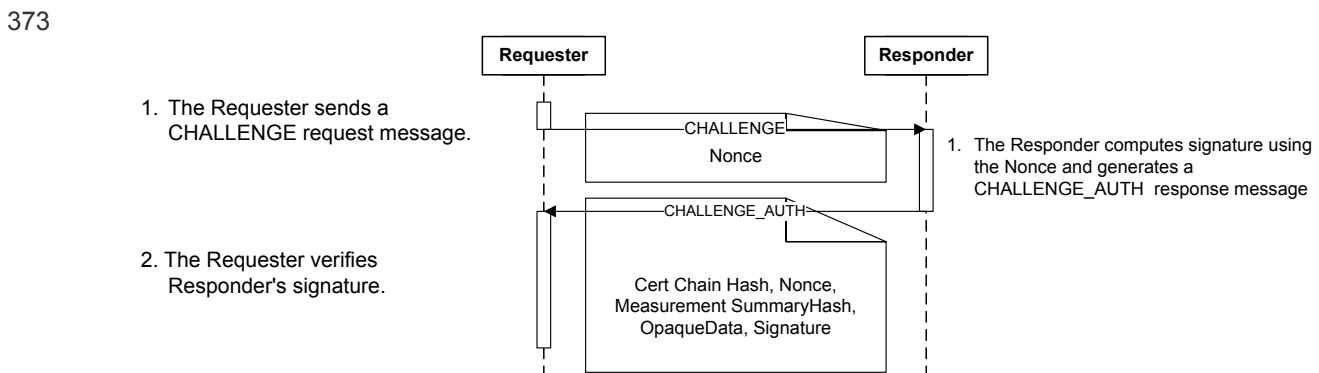 373
Requester
Responder
1. The Requester sends a
CHALLENGE request message.
CHALLENGE
Nonce
1. The Responder computes signature using
the Nonce and generates a
CHALLENGE_AUTH response message
CHALLENGE_AUTH
2. The Requester verifies
Responder's signature.
Cert Chain Hash, Nonce,
Measurement SummaryHash,
OpaqueData, Signature